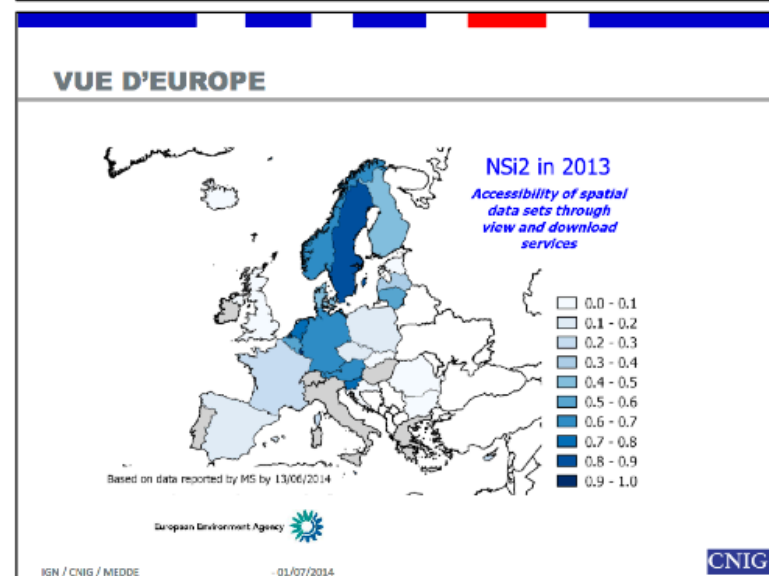 VUE D'EUROPE
NSi2 in 2013
Accessibility of spatial
data sets through
view and download
services
0.0 - 0.1
0.1 - 0.2
0.2 - 0.3
0.3 - 0.4
0.4 - 0.5
0.5 - 0.6
0.6 - 0.7
0.7 - 0.8
0.8 - 0.9
0.9 - 1.0
Based on data reported by MS by 13/06/2014
European Environment Agency
CNIG
IGN / CNIG / MEDDE - 01/07/2014